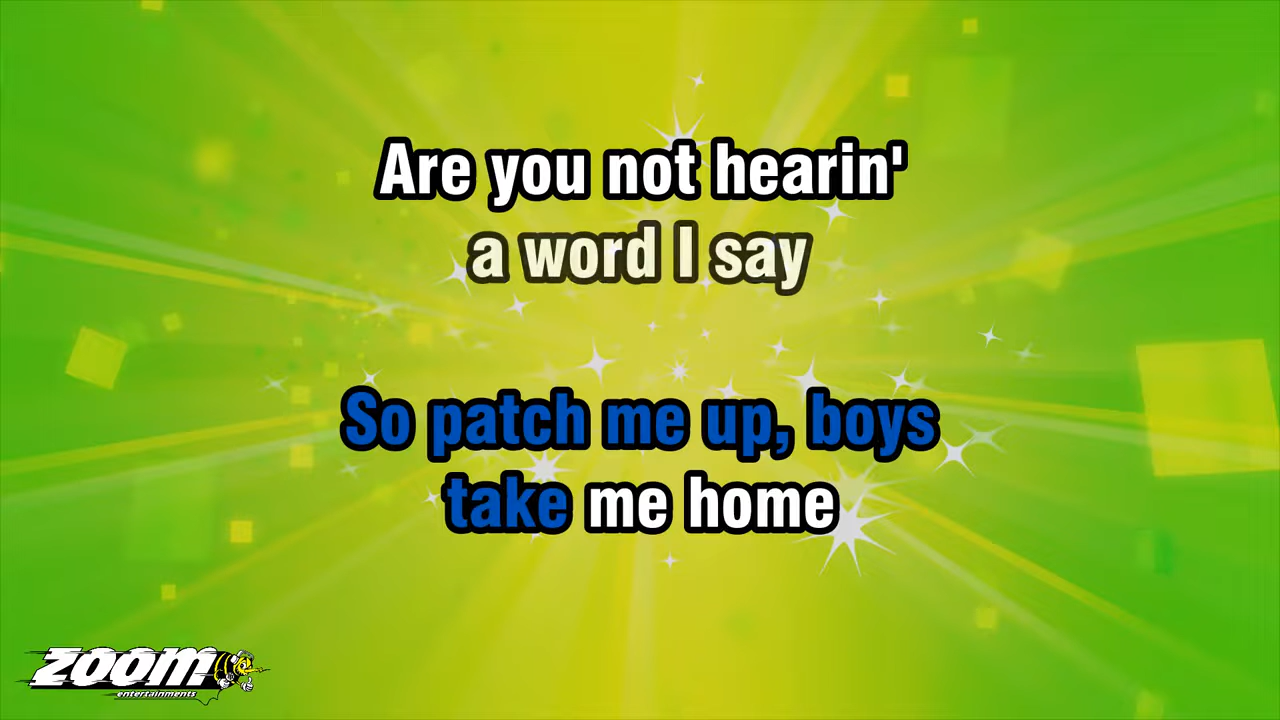 Are you not hearin'
a word I say
So patch me up, boys
take me home
zoom
entertainments